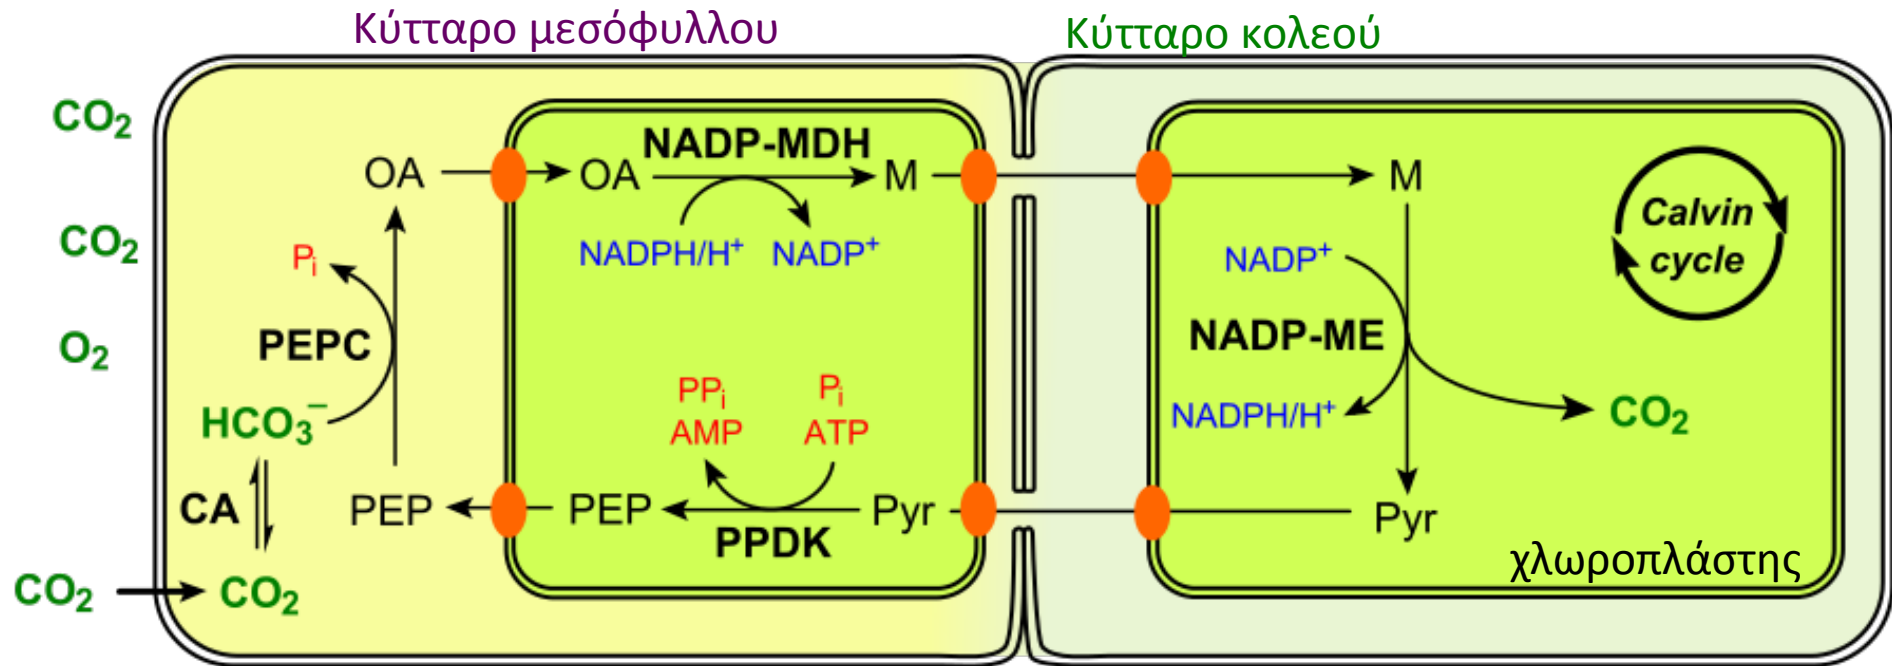 Κύτταρο μεσόφυλλου
Κύτταρο κολεού
CO₂
CO₂
O₂
CO₂
CO₂
CA
HCO₃⁻
PEPC
Pᵢ
OA
PEP
OA
NADP-MDH
M
NADPH/H⁺ NADP⁺
PPᵢ
AMP
Pᵢ
ATP
PEP
PPDK
Pyr
M
NADP⁺
NADP-ME
NADPH/H⁺
CO₂
Pyr
Calvin
cycle
χλωροπλάστης